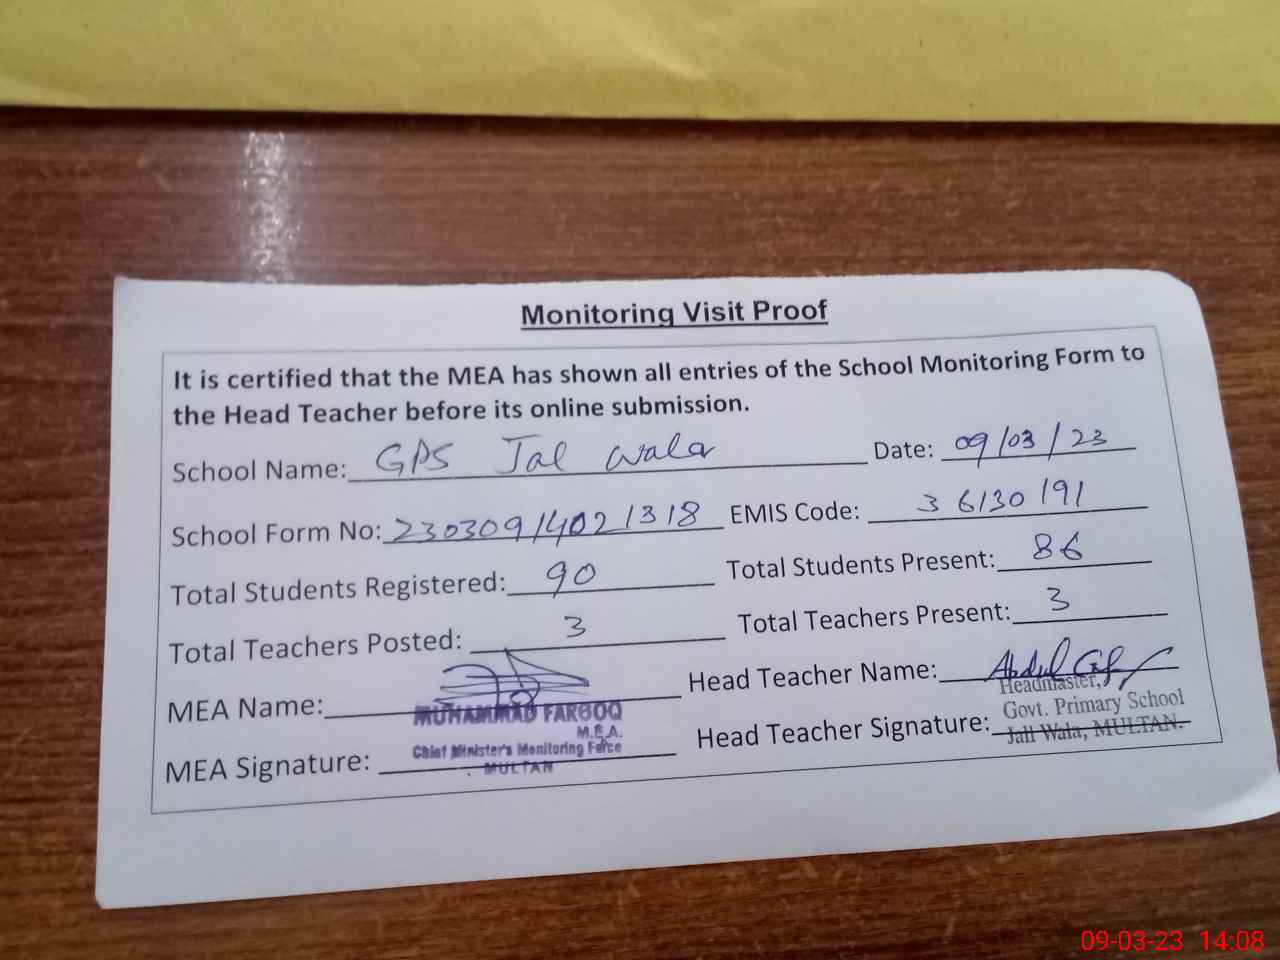 Monitoring Visit Proof
It is certified that the MEA has shown all entries of the School Monitoring Form to
the Head Teacher before its online submission.
School Name: GPS Jal wala Date: 09/03/23
School Form No: 23030914021318 EMIS Code: 36130191
Total Students Registered: 90 Total Students Present: 86
Total Teachers Posted: 3 Total Teachers Present: 3
MEA Name: Head Teacher Name: Abdul
MUHAMMAD FAROOQ
M.E.A.
Chief Minister's Monitoring Force
MULTAN
MEA Signature: Head Teacher Signature:
Headmaster,
Govt. Primary School
Jall Wala, MULTAN.
09-03-23 14:08